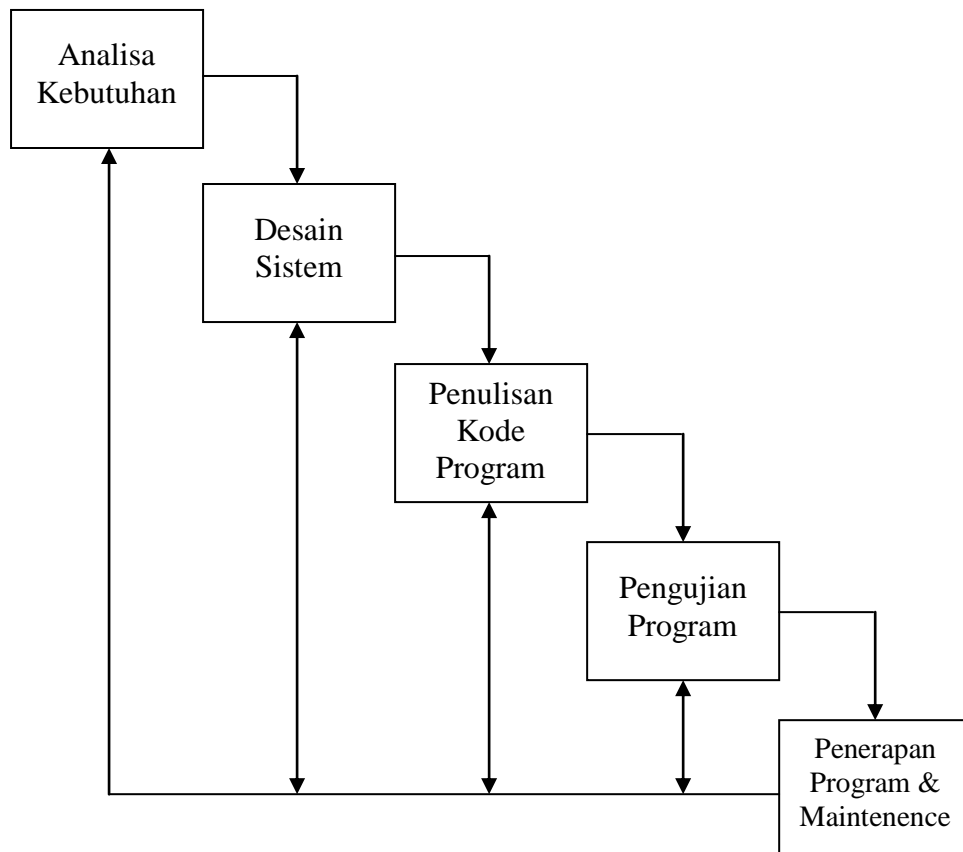 Analisa
Kebutuhan
Desain
Sistem
Penulisan
Kode
Program
Pengujian
Program
Penerapan
Program &
Maintenence